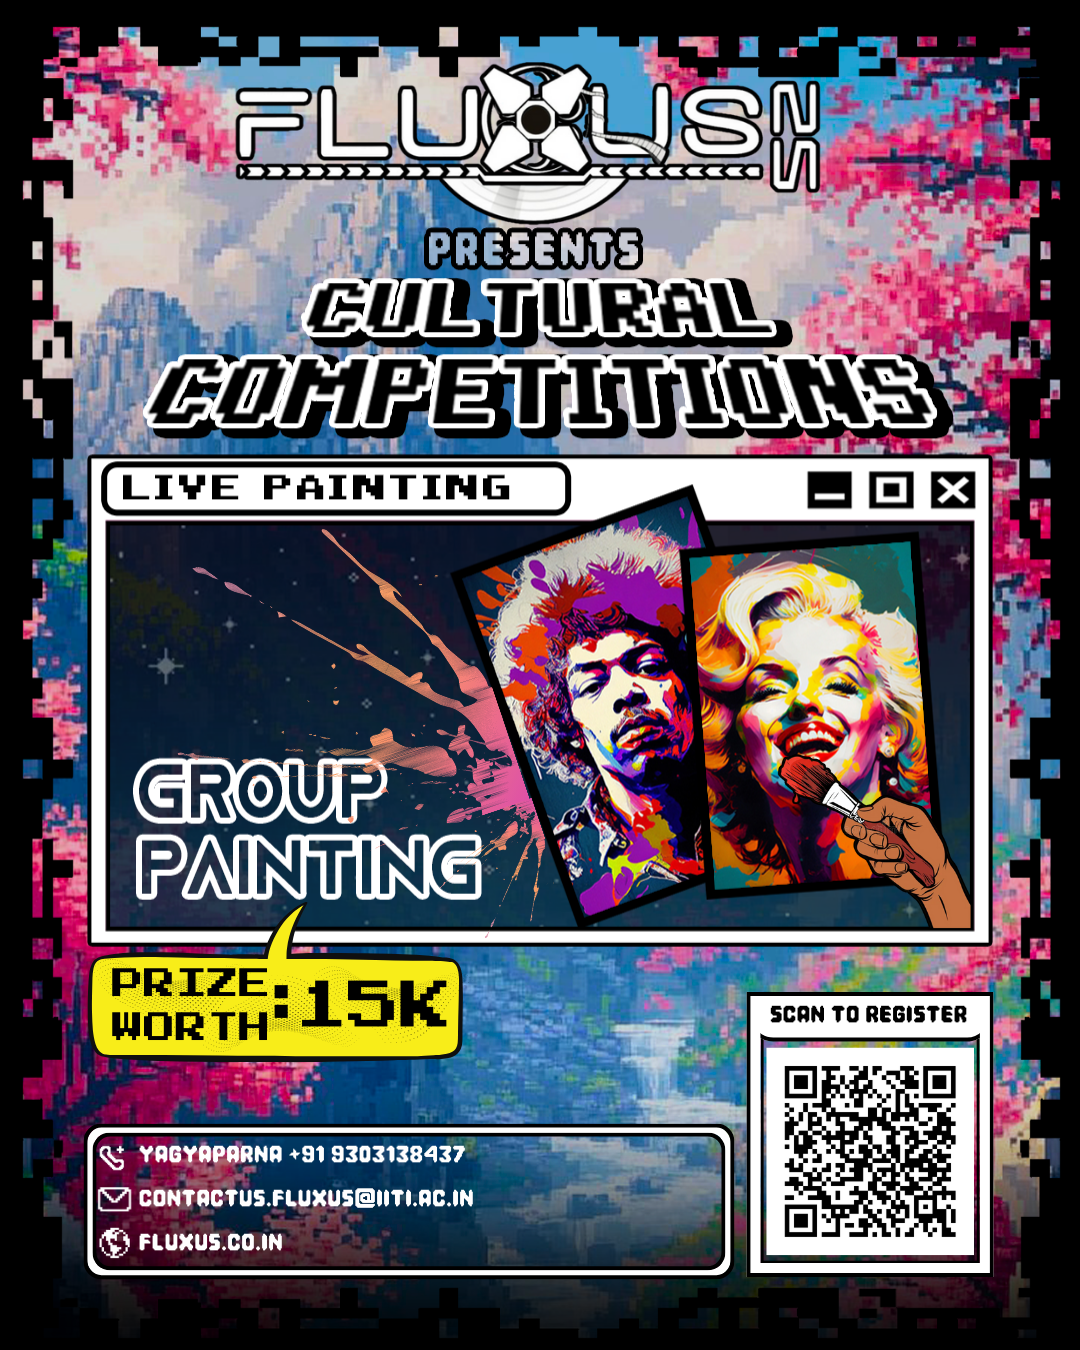 FLUXUS 25
PRESENTS
CULTURAL
COMPETITIONS
LIVE PAINTING
GROUP
PAINTING
PRIZE
WORTH :15K
SCAN TO REGISTER
YAGYAPARNA +91 9303138437
CONTACTUS.FLUXUS@IITI.AC.IN
FLUXUS.CO.IN